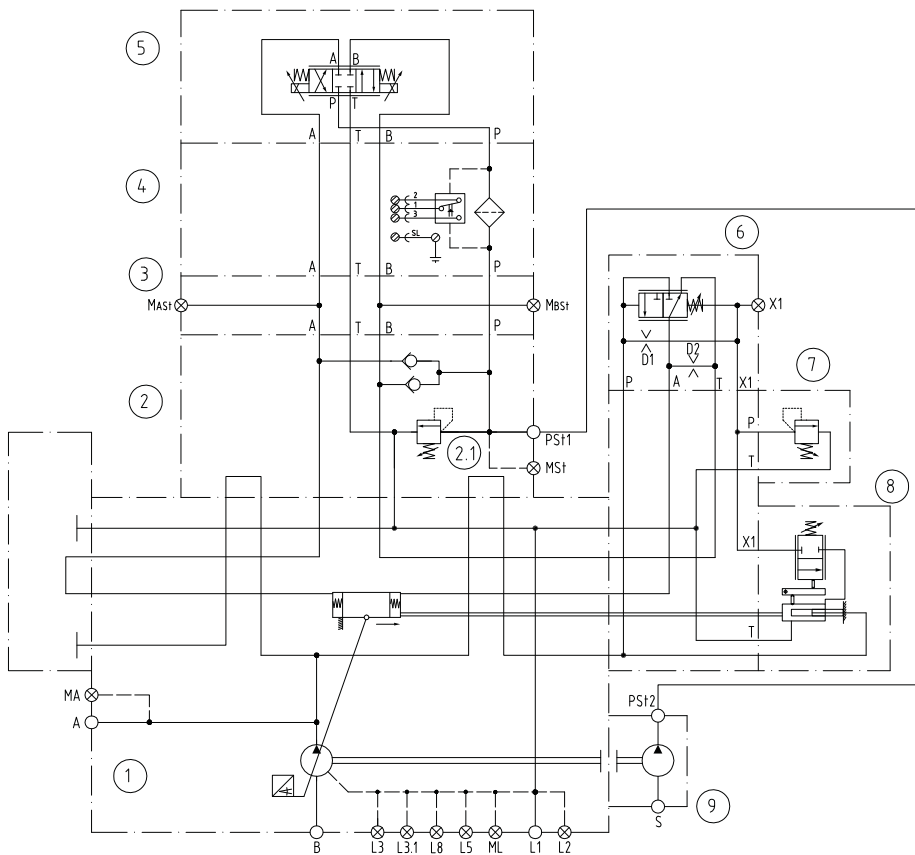 5
A B
P T
A T B P
4
2
1
3
SL
6
3
A T B P
MASt
MBSt
X1
A T B P
D1 D2
7
P A T X1
2
P
PSt1
2.1
T
MSt
8
X1
T
MA
PSt2
A
1
9
S
B L3 L3.1 L8 L5 ML L1 L2